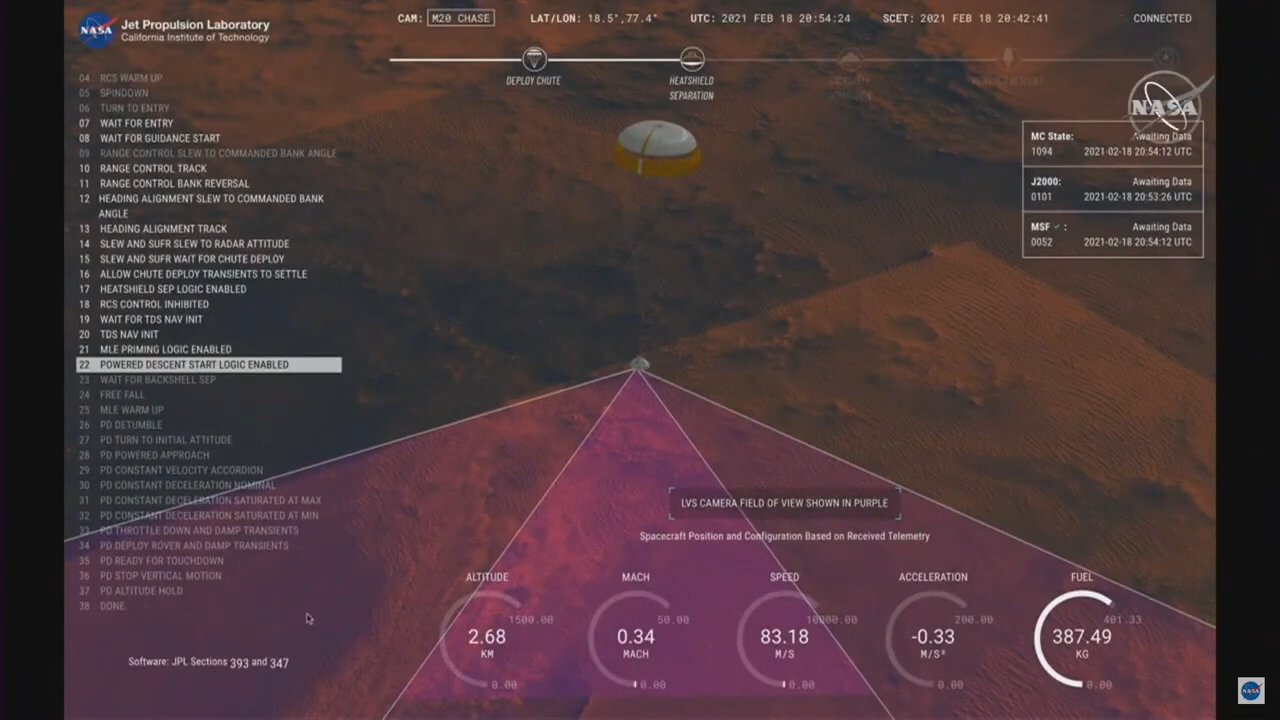 NASA
Jet Propulsion Laboratory
California Institute of Technology
CAM: M20 CHASE LAT/LON: 18.5°,77.4° UTC: 2021 FEB 18 20:54:24 SCET: 2021 FEB 18 20:42:41 CONNECTED
DEPLOY CHUTE
HEATSHIELD
SEPARATION
NASA
04 RCS WARM UP
05 SPINDOWN
06 TURN TO ENTRY
07 WAIT FOR ENTRY
08 WAIT FOR GUIDANCE START
09 RANGE CONTROL SLEW TO COMMANDED BANK ANGLE
10 RANGE CONTROL TRACK
11 RANGE CONTROL BANK REVERSAL
12 HEADING ALIGNMENT SLEW TO COMMANDED BANK
ANGLE
13 HEADING ALIGNMENT TRACK
14 SLEW AND SUFR SLEW TO RADAR ATTITUDE
15 SLEW AND SUFR WAIT FOR CHUTE DEPLOY
16 ALLOW CHUTE DEPLOY TRANSIENTS TO SETTLE
17 HEATSHIELD SEP LOGIC ENABLED
18 RCS CONTROL INHIBITED
19 WAIT FOR TDS NAV INIT
20 TDS NAV INIT
21 MLE PRIMING LOGIC ENABLED
22 POWERED DESCENT START LOGIC ENABLED
23 WAIT FOR BACKSHELL SEP
24 FREE FALL
25 MLE WARM UP
26 PD DETUMBLE
27 PD TURN TO INITIAL ATTITUDE
28 PD POWERED APPROACH
29 PD CONSTANT VELOCITY ACCORDION
30 PD CONSTANT DECELERATION NOMINAL
31 PD CONSTANT DECELERATION SATURATED AT MAX
32 PD CONSTANT DECELERATION SATURATED AT MIN
33 PD THROTTLE DOWN AND DAMP TRANSIENTS
34 PD DEPLOY ROVER AND DAMP TRANSIENTS
35 PD READY FOR TOUCHDOWN
36 PD STOP VERTICAL MOTION
37 PD ALTITUDE HOLD
38 DONE
Software: JPL Sections 393 and 347
MC State: Awaiting Data
1094 2021-02-18 20:54:12 UTC
J2000: Awaiting Data
0101 2021-02-18 20:53:26 UTC
MSF ✓ : Awaiting Data
0052 2021-02-18 20:54:12 UTC
LVS CAMERA FIELD OF VIEW SHOWN IN PURPLE
Spacecraft Position and Configuration Based on Received Telemetry
ALTITUDE MACH SPEED ACCELERATION FUEL
1500.00 50.00 10000.00 200.00 401.33
2.68 0.34 83.18 -0.33 387.49
KM MACH M/S M/S² KG
0.00 0.00 0.00 0.00 0.00
NASA